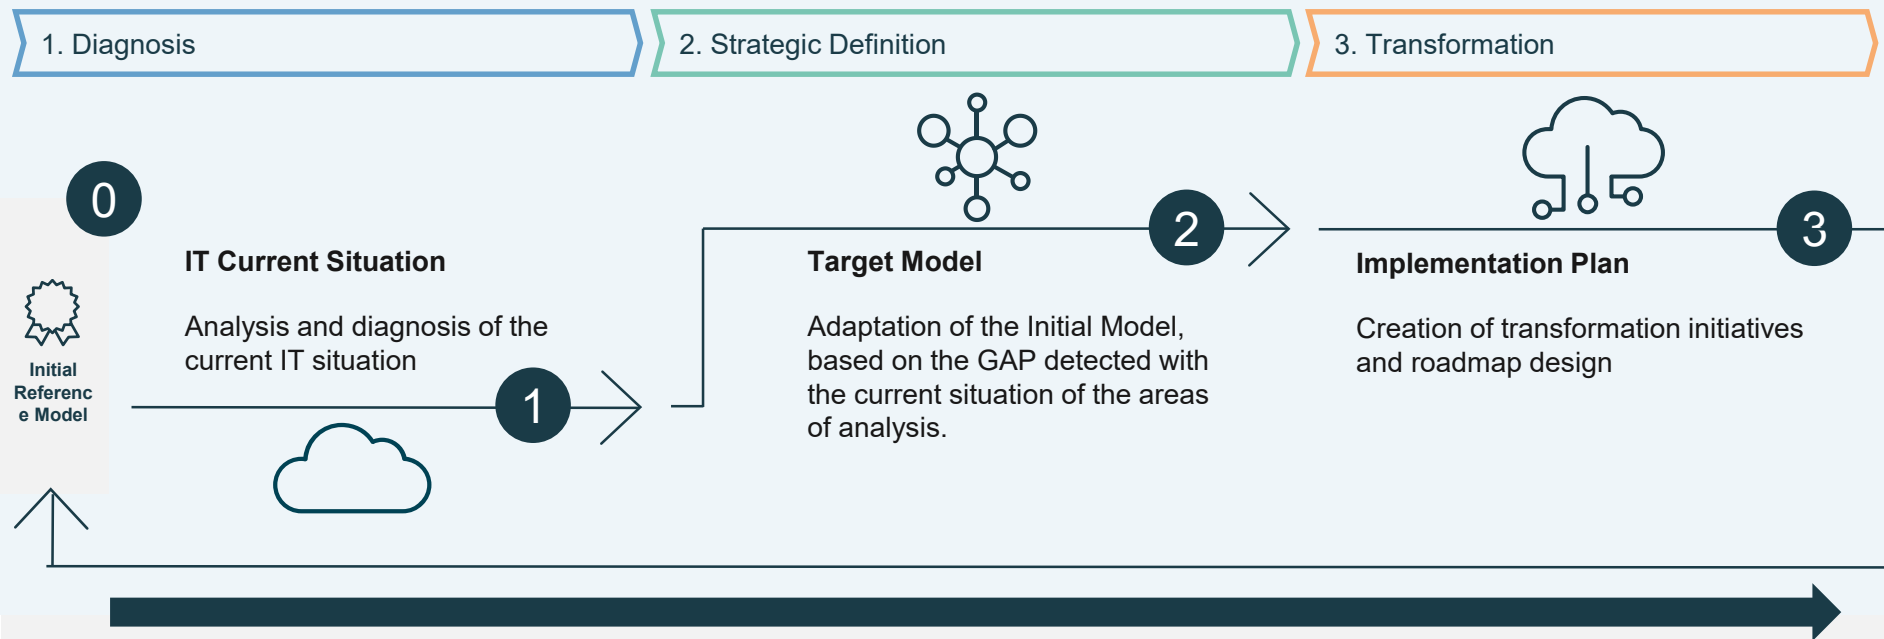 1. Diagnosis
2. Strategic Definition
3. Transformation
0
Initial
Referenc
e Model
IT Current Situation
Analysis and diagnosis of the
current IT situation
1
Target Model
Adaptation of the Initial Model,
based on the GAP detected with
the current situation of the areas
of analysis.
2
Implementation Plan
Creation of transformation initiatives
and roadmap design
3